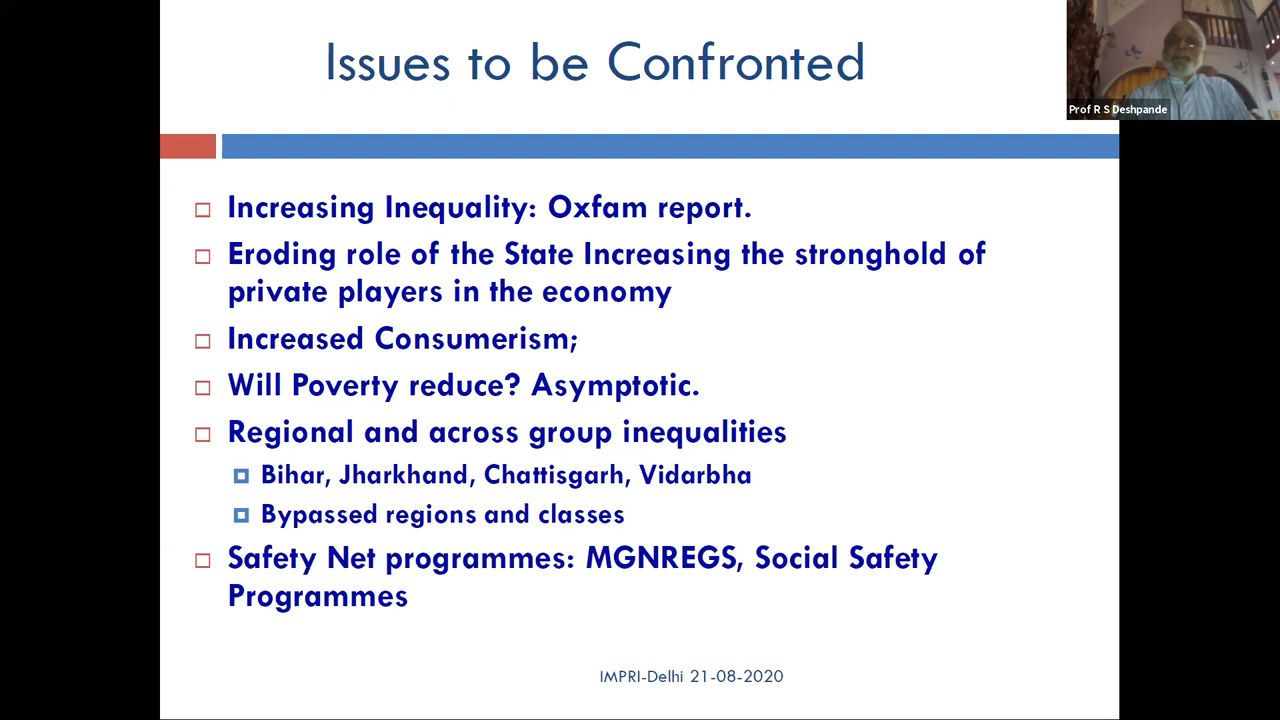 Issues to be Confronted
Prof R S Deshpande
Increasing Inequality: Oxfam report.
Eroding role of the State Increasing the stronghold of
private players in the economy
Increased Consumerism;
Will Poverty reduce? Asymptotic.
Regional and across group inequalities
Bihar, Jharkhand, Chattisgarh, Vidarbha
Bypassed regions and classes
Safety Net programmes: MGNREGS, Social Safety
Programmes
IMPRI-Delhi 21-08-2020